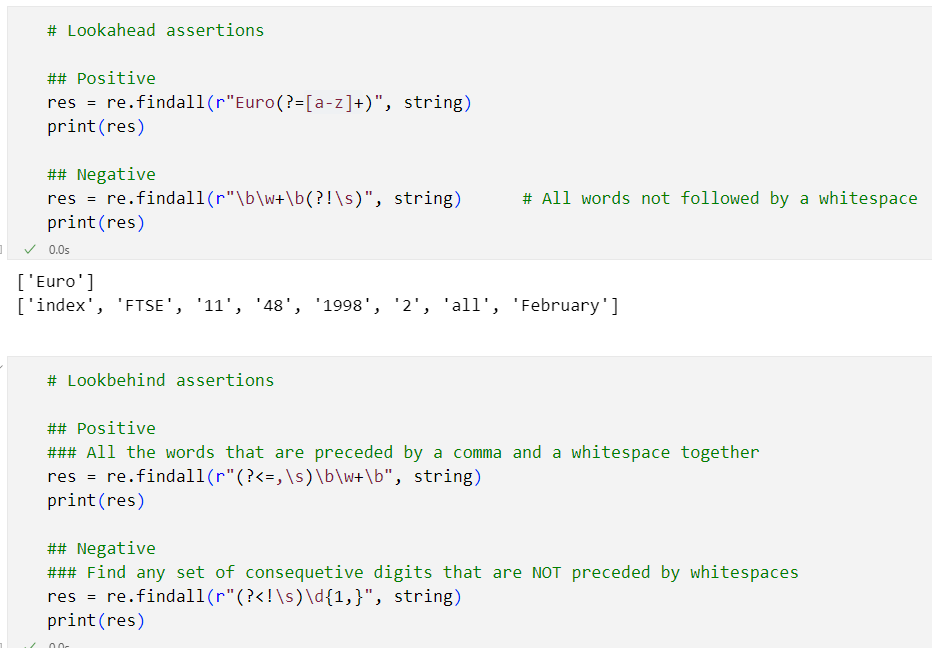 # Lookahead assertions
## Positive
res = re.findall(r"Euro(?=[a-z]+)", string)
print(res)
## Negative
res = re.findall(r"\b\w+\b(?!\s)", string)      # All words not followed by a whitespace
print(res)
✓ 0.0s
['Euro']
['index', 'FTSE', '11', '48', '1998', '2', 'all', 'February']
# Lookbehind assertions
## Positive
### All the words that are preceded by a comma and a whitespace together
res = re.findall(r"(?<=,\s)\b\w+\b", string)
print(res)
## Negative
### Find any set of consequetive digits that are NOT preceded by whitespaces
res = re.findall(r"(?<!\s)\d{1,}", string)
print(res)